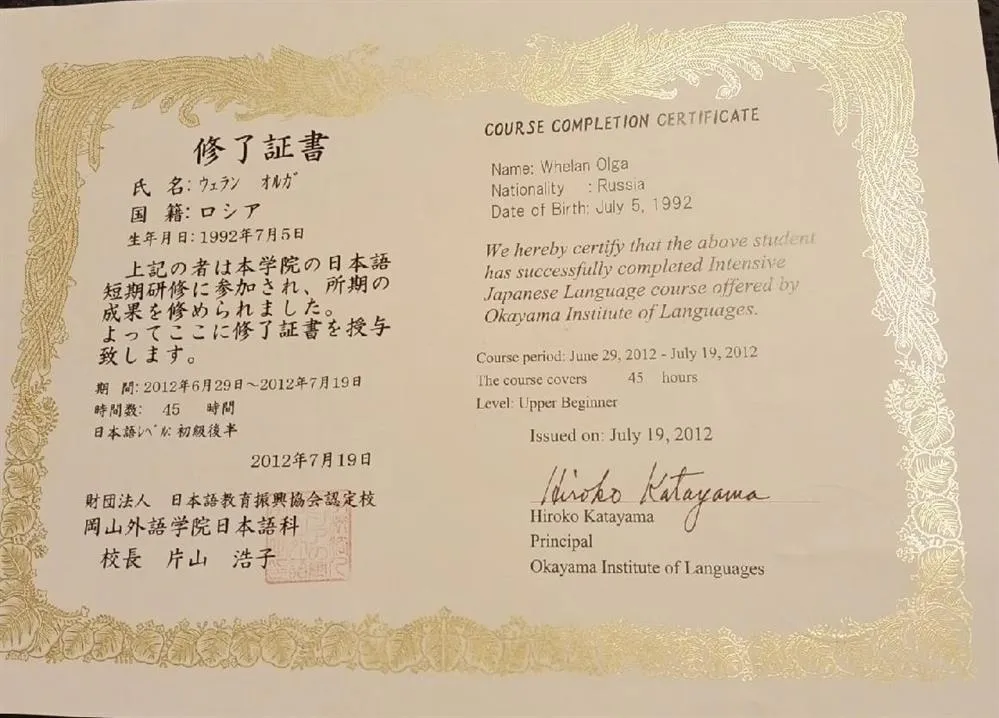 修了証書
氏 名:ウェラン オルガ
国 籍:ロシア
生年月日:1992年7月5日
上記の者は本学院の日本語
短期研修に参加され、所期の
成果を修められました。
よってここに修了証書を授与
致します。
期 間:2012年6月29日～2012年7月19日
時間数: 45 時間
日本語レベル:初級後半
2012年7月19日
財団法人 日本語教育振興協会認定校
岡山外語学院日本語科
校長 片山 浩子
COURSE COMPLETION CERTIFICATE
Name: Whelan Olga
Nationality : Russia
Date of Birth: July 5, 1992
We hereby certify that the above student
has successfully completed Intensive
Japanese Language course offered by
Okayama Institute of Languages.
Course period: June 29, 2012 - July 19, 2012
The course covers 45 hours
Level: Upper Beginner
Issued on: July 19, 2012
Hiroko Katayama
Hiroko Katayama
Principal
Okayama Institute of Languages